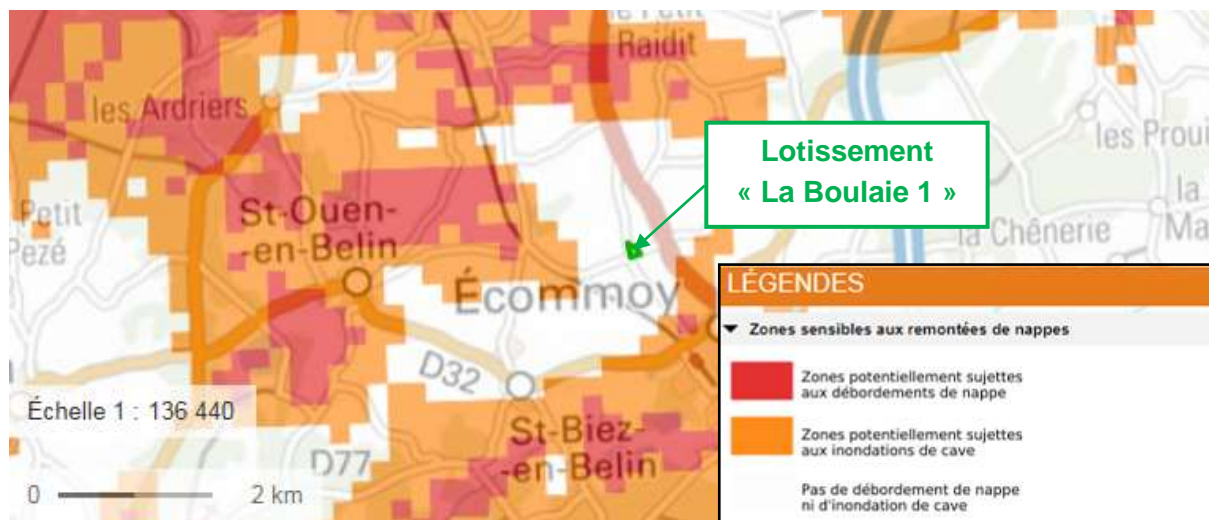 le Petit
Raidit
les Ardriers
les Proui
Lotissement
« La Boulaie 1 »
Petit
Pezé
St-Ouen-
-en-Belin
la
Ma
la Chênerie
Écommoy
LÉGENDES
Zones sensibles aux remontées de nappes
D32
Zones potentiellement sujettes
aux débordements de nappe
Échelle 1 : 136 440
St-Biez-
-en-Belin
Zones potentiellement sujettes
aux inondations de cave
D77
0 2 km
Pas de débordement de nappe
ni d'inondation de cave